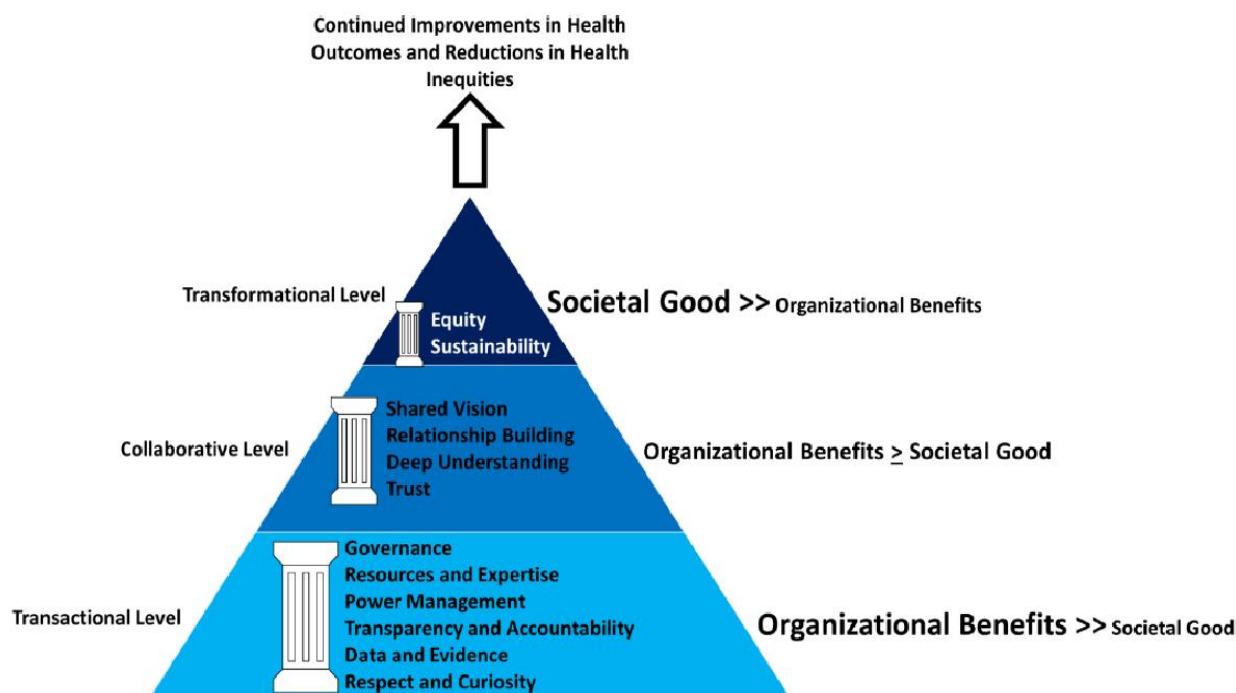 Continued Improvements in Health
Outcomes and Reductions in Health
Inequities
Transformational Level
Equity
Sustainability
Societal Good >> Organizational Benefits
Collaborative Level
Shared Vision
Relationship Building
Deep Understanding
Trust
Organizational Benefits ≥ Societal Good
Transactional Level
Governance
Resources and Expertise
Power Management
Transparency and Accountability
Data and Evidence
Respect and Curiosity
Organizational Benefits >> Societal Good